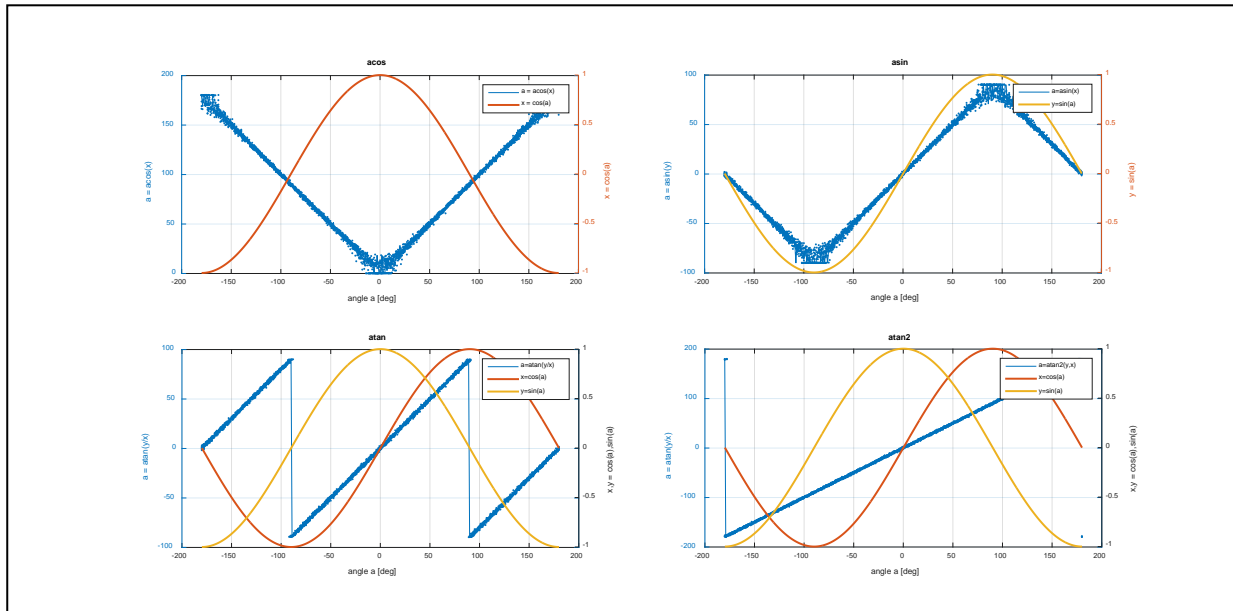 acos
200
150
100
50
0
1
0.5
0
-0.5
-1
a = acos(x)
x = cos(a)
a = acos(x)
x = cos(a)
-200 -150 -100 -50 0 50 100 150 200
angle a [deg]
asin
100
50
0
-50
-100
1
0.5
0
-0.5
-1
a=asin(x)
y=sin(a)
a = asin(y)
y = sin(a)
-200 -150 -100 -50 0 50 100 150 200
angle a [deg]
atan
100
50
0
-50
-100
1
0.5
0
-0.5
-1
a=atan(y/x)
x=cos(a)
y=sin(a)
a = atan(y/x)
x,y = cos(a),sin(a)
-200 -150 -100 -50 0 50 100 150 200
angle a [deg]
atan2
200
100
0
-100
-200
1
0.5
0
-0.5
-1
a=atan2(y,x)
x=cos(a)
y=sin(a)
a = atan(y/x)
x,y = cos(a),sin(a)
-200 -150 -100 -50 0 50 100 150 200
angle a [deg]